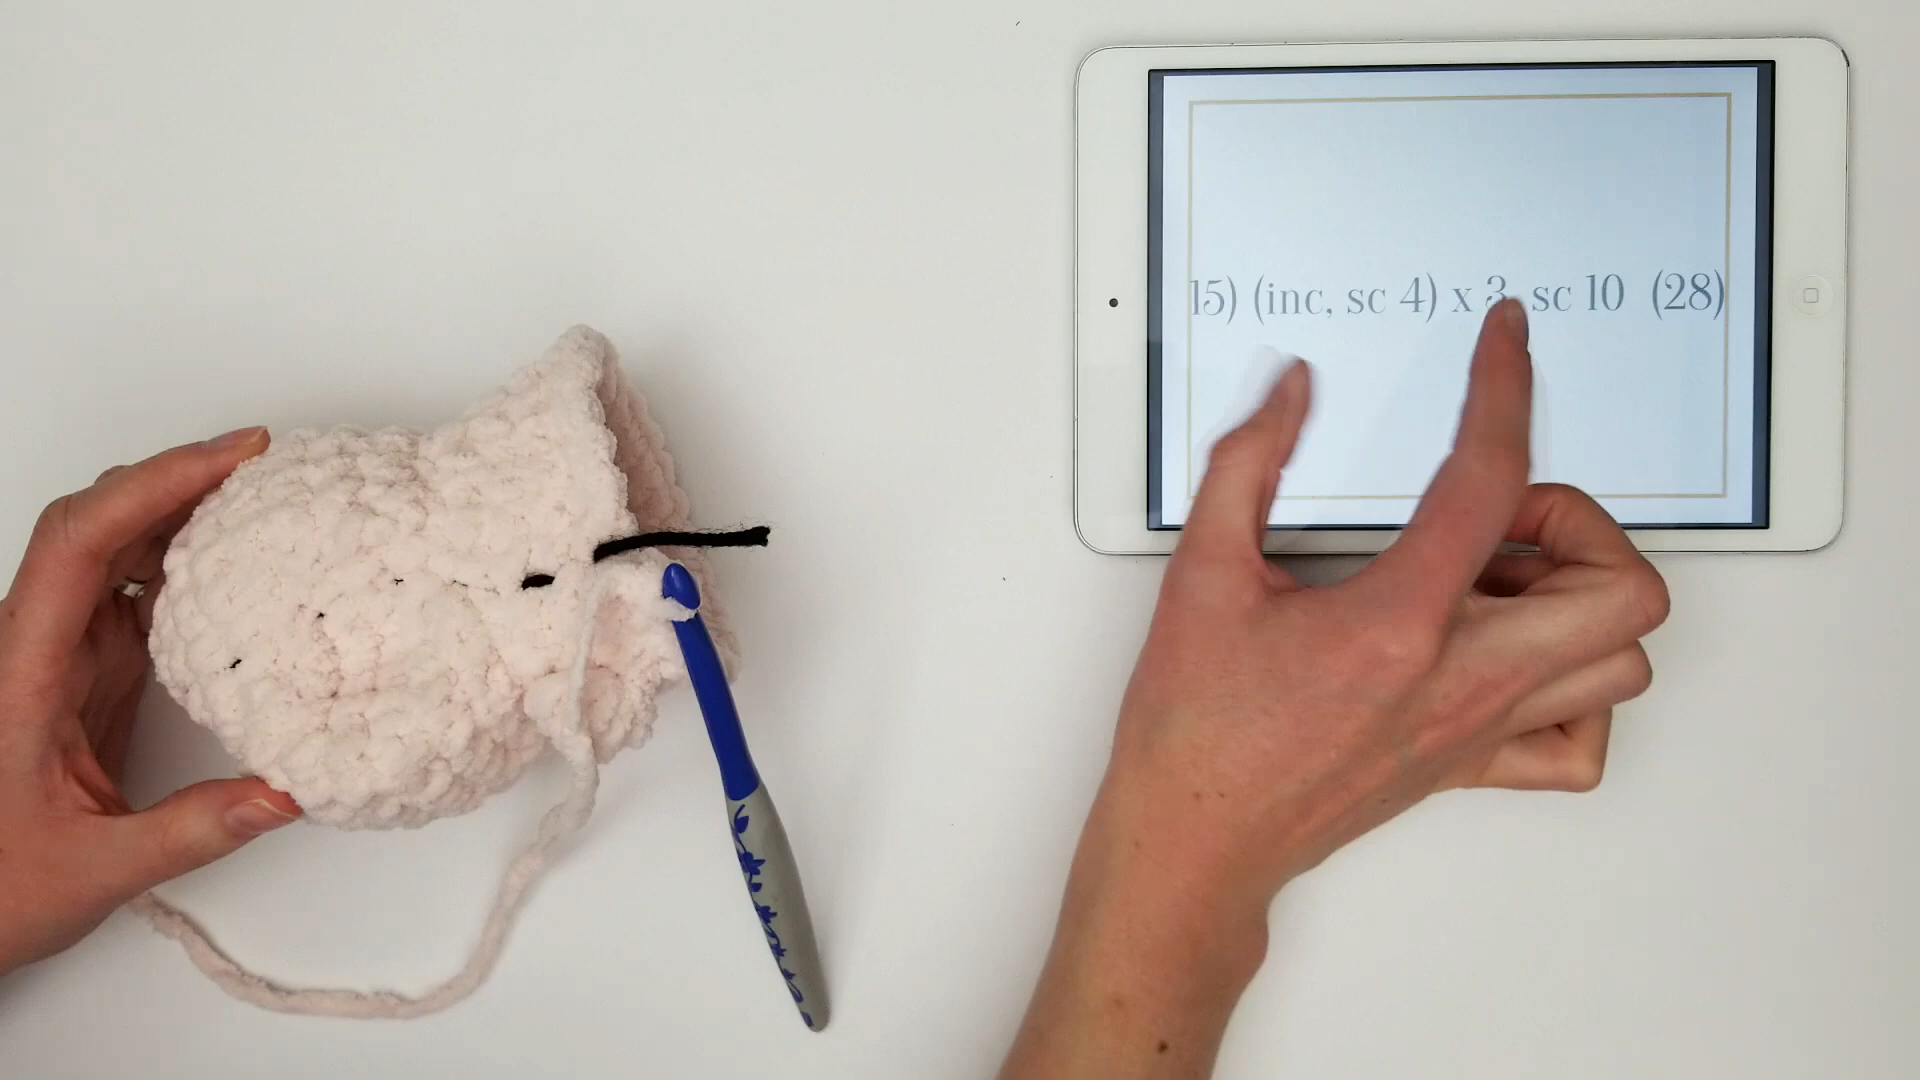 15) (inc, sc 4) x 3, sc 10 (28)